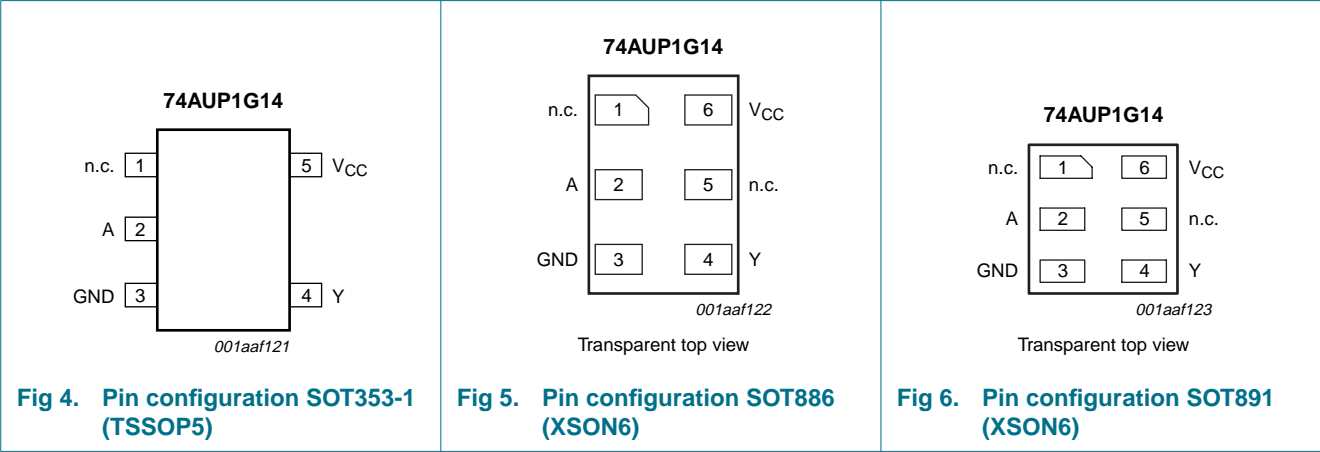 74AUP1G14
n.c. 1
5 VCC
A 2
GND 3
4 Y
001aaf121
Fig 4. Pin configuration SOT353-1
(TSSOP5)
74AUP1G14
n.c. 1 6 VCC
A 2 5 n.c.
GND 3 4 Y
001aaf122
Transparent top view
Fig 5. Pin configuration SOT886
(XSON6)
74AUP1G14
n.c. 1 6 VCC
A 2 5 n.c.
GND 3 4 Y
001aaf123
Transparent top view
Fig 6. Pin configuration SOT891
(XSON6)